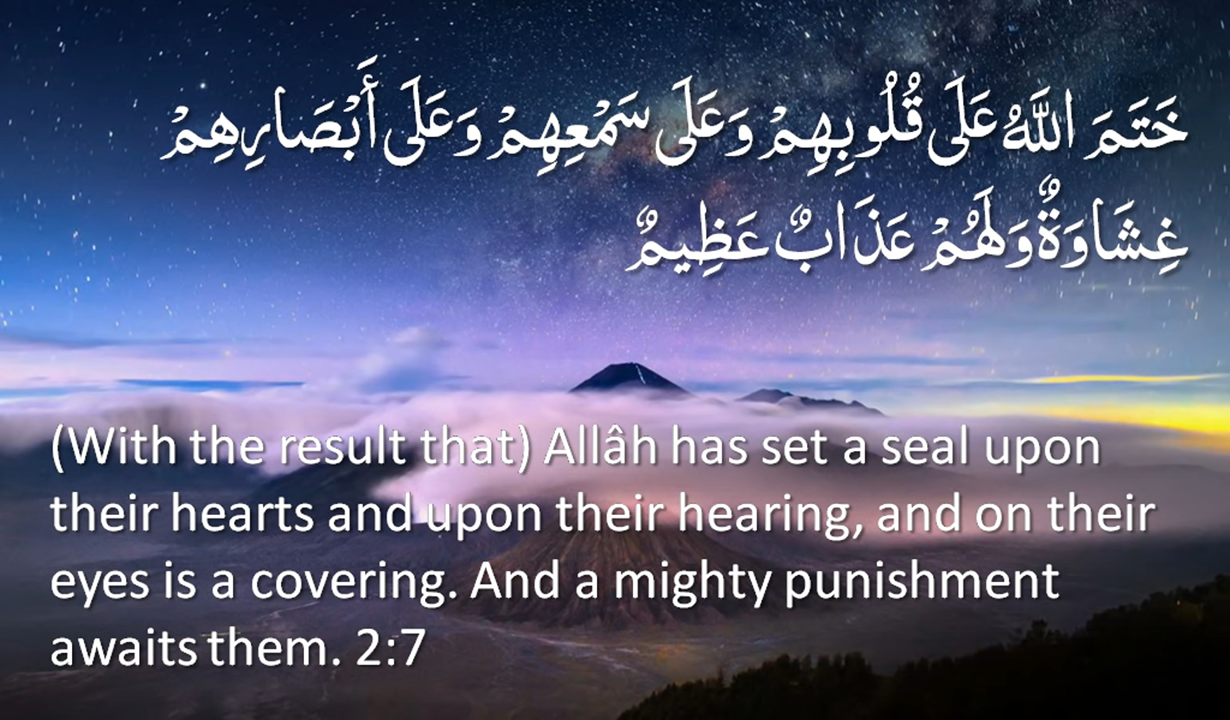 خَتَمَ اللَّهُ عَلَى قُلُوبِهِمْ وَعَلَى سَمْعِهِمْ وَعَلَى أَبْصَارِهِمْ
غِشَاوَةٌ وَلَهُمْ عَذَابٌ عَظِيمٌ
(With the result that) Allâh has set a seal upon
their hearts and upon their hearing, and on their
eyes is a covering. And a mighty punishment
awaits them. 2:7